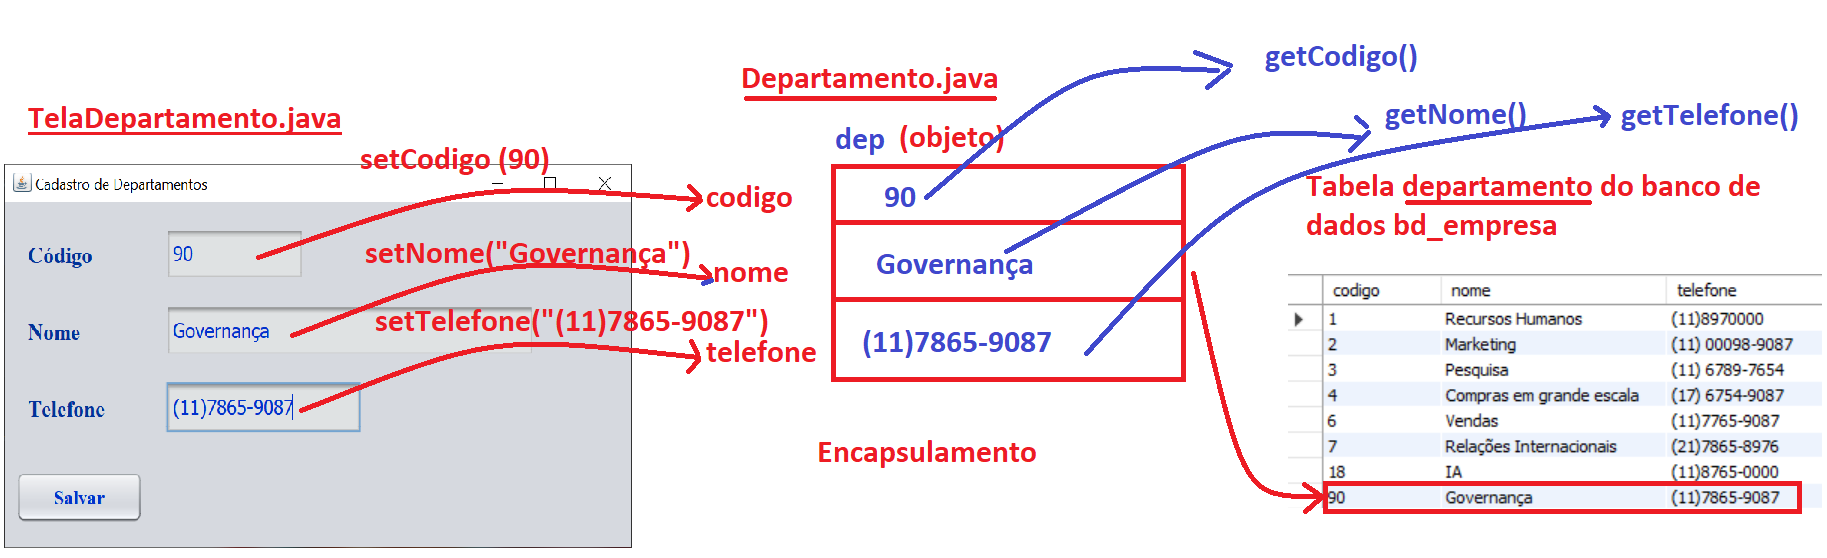 TelaDepartamento.java
Cadastro de Departamentos
Código
90
Nome
Governança
Telefone
(11)7865-9087
Salvar
setCodigo (90)
codigo
setNome("Governança")
nome
setTelefone("(11)7865-9087")
telefone
Departamento.java
dep (objeto)
90
Governança
(11)7865-9087
Encapsulamento
getCodigo()
getNome()
getTelefone()
Tabela departamento do banco de
dados bd_empresa
codigo nome telefone
1 Recursos Humanos (11)8970000
2 Marketing (11) 00098-9087
3 Pesquisa (11) 6789-7654
4 Compras em grande escala (17) 6754-9087
6 Vendas (11)7765-9087
7 Relações Internacionais (21)7865-8976
18 IA (11)8765-0000
90 Governança (11)7865-9087